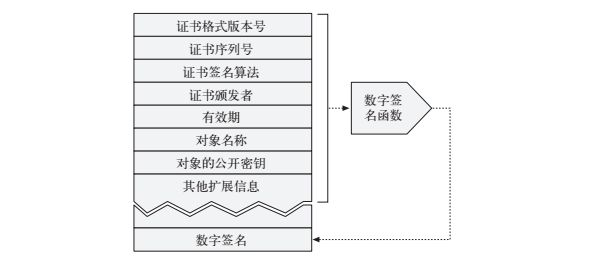 证书格式版本号
证书序列号
证书签名算法
证书颁发者
有效期
对象名称
对象的公开密钥
其他扩展信息
数字签
名函数
数字签名